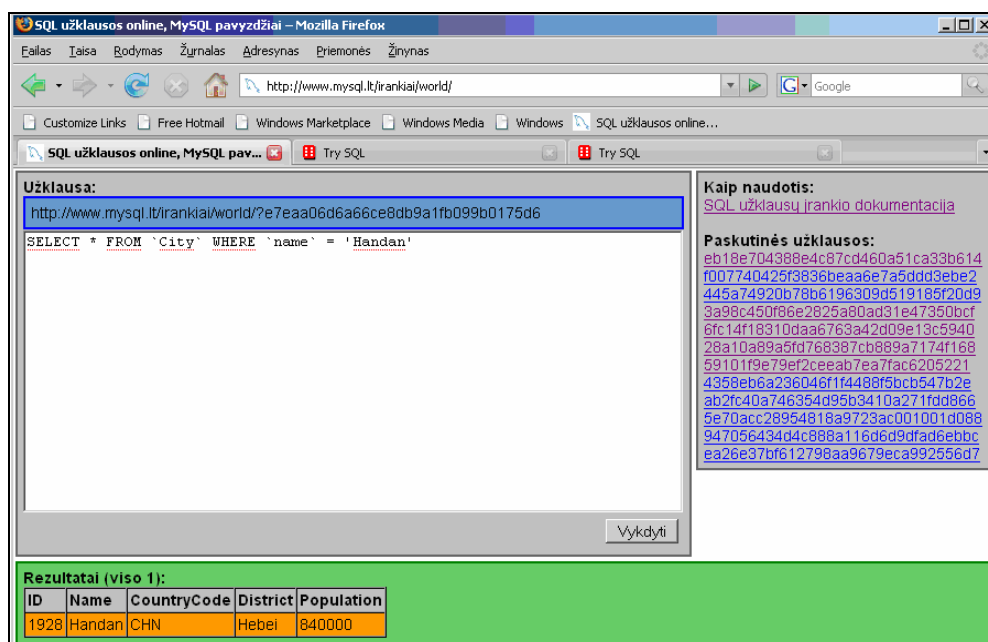 SQL užklausos online, MySQL pavyzdžiai – Mozilla Firefox
Failas Taisa Rodymas Žurnalas Adresynas Priemonės Žinynas
http://www.mysql.lt/irankiai/world/
G Google
Customize Links Free Hotmail Windows Marketplace Windows Media Windows SQL užklausos online...
SQL užklausos online, MySQL pav... Try SQL Try SQL
Užklausa:
http://www.mysql.lt/irankiai/world/?e7eaa06d6a66ce8db9a1fb099b0175d6
SELECT * FROM `City` WHERE `name` = 'Handan'
Vykdyti
Kaip naudotis:
SQL užklausų įrankio dokumentacija
Paskutinės užklausos:
eb18e704388e4c87cd460a51ca33b614
f007740425f3836beaa6e7a5ddd3ebe2
445a74920b78b6196309d519185f20d9
3a98c450f86e2825a80ad31e47350bcf
6fc14f18310daa6763a42d09e13c5940
28a10a89a5fd768387cb889a7174f168
59101f9e79ef2ceeab7ea7fac6205221
4358eb6a236046f1f4488f5bcb547b2e
ab2fc40a746354d95b3410a271fdd866
5e70acc28954818a9723ac001001d088
947056434d4c888a116d6d9dfad6ebbc
ea26e37bf612798aa9679eca992556d7
Rezultatai (viso 1):
ID Name CountryCode District Population
1928 Handan CHN Hebei 840000